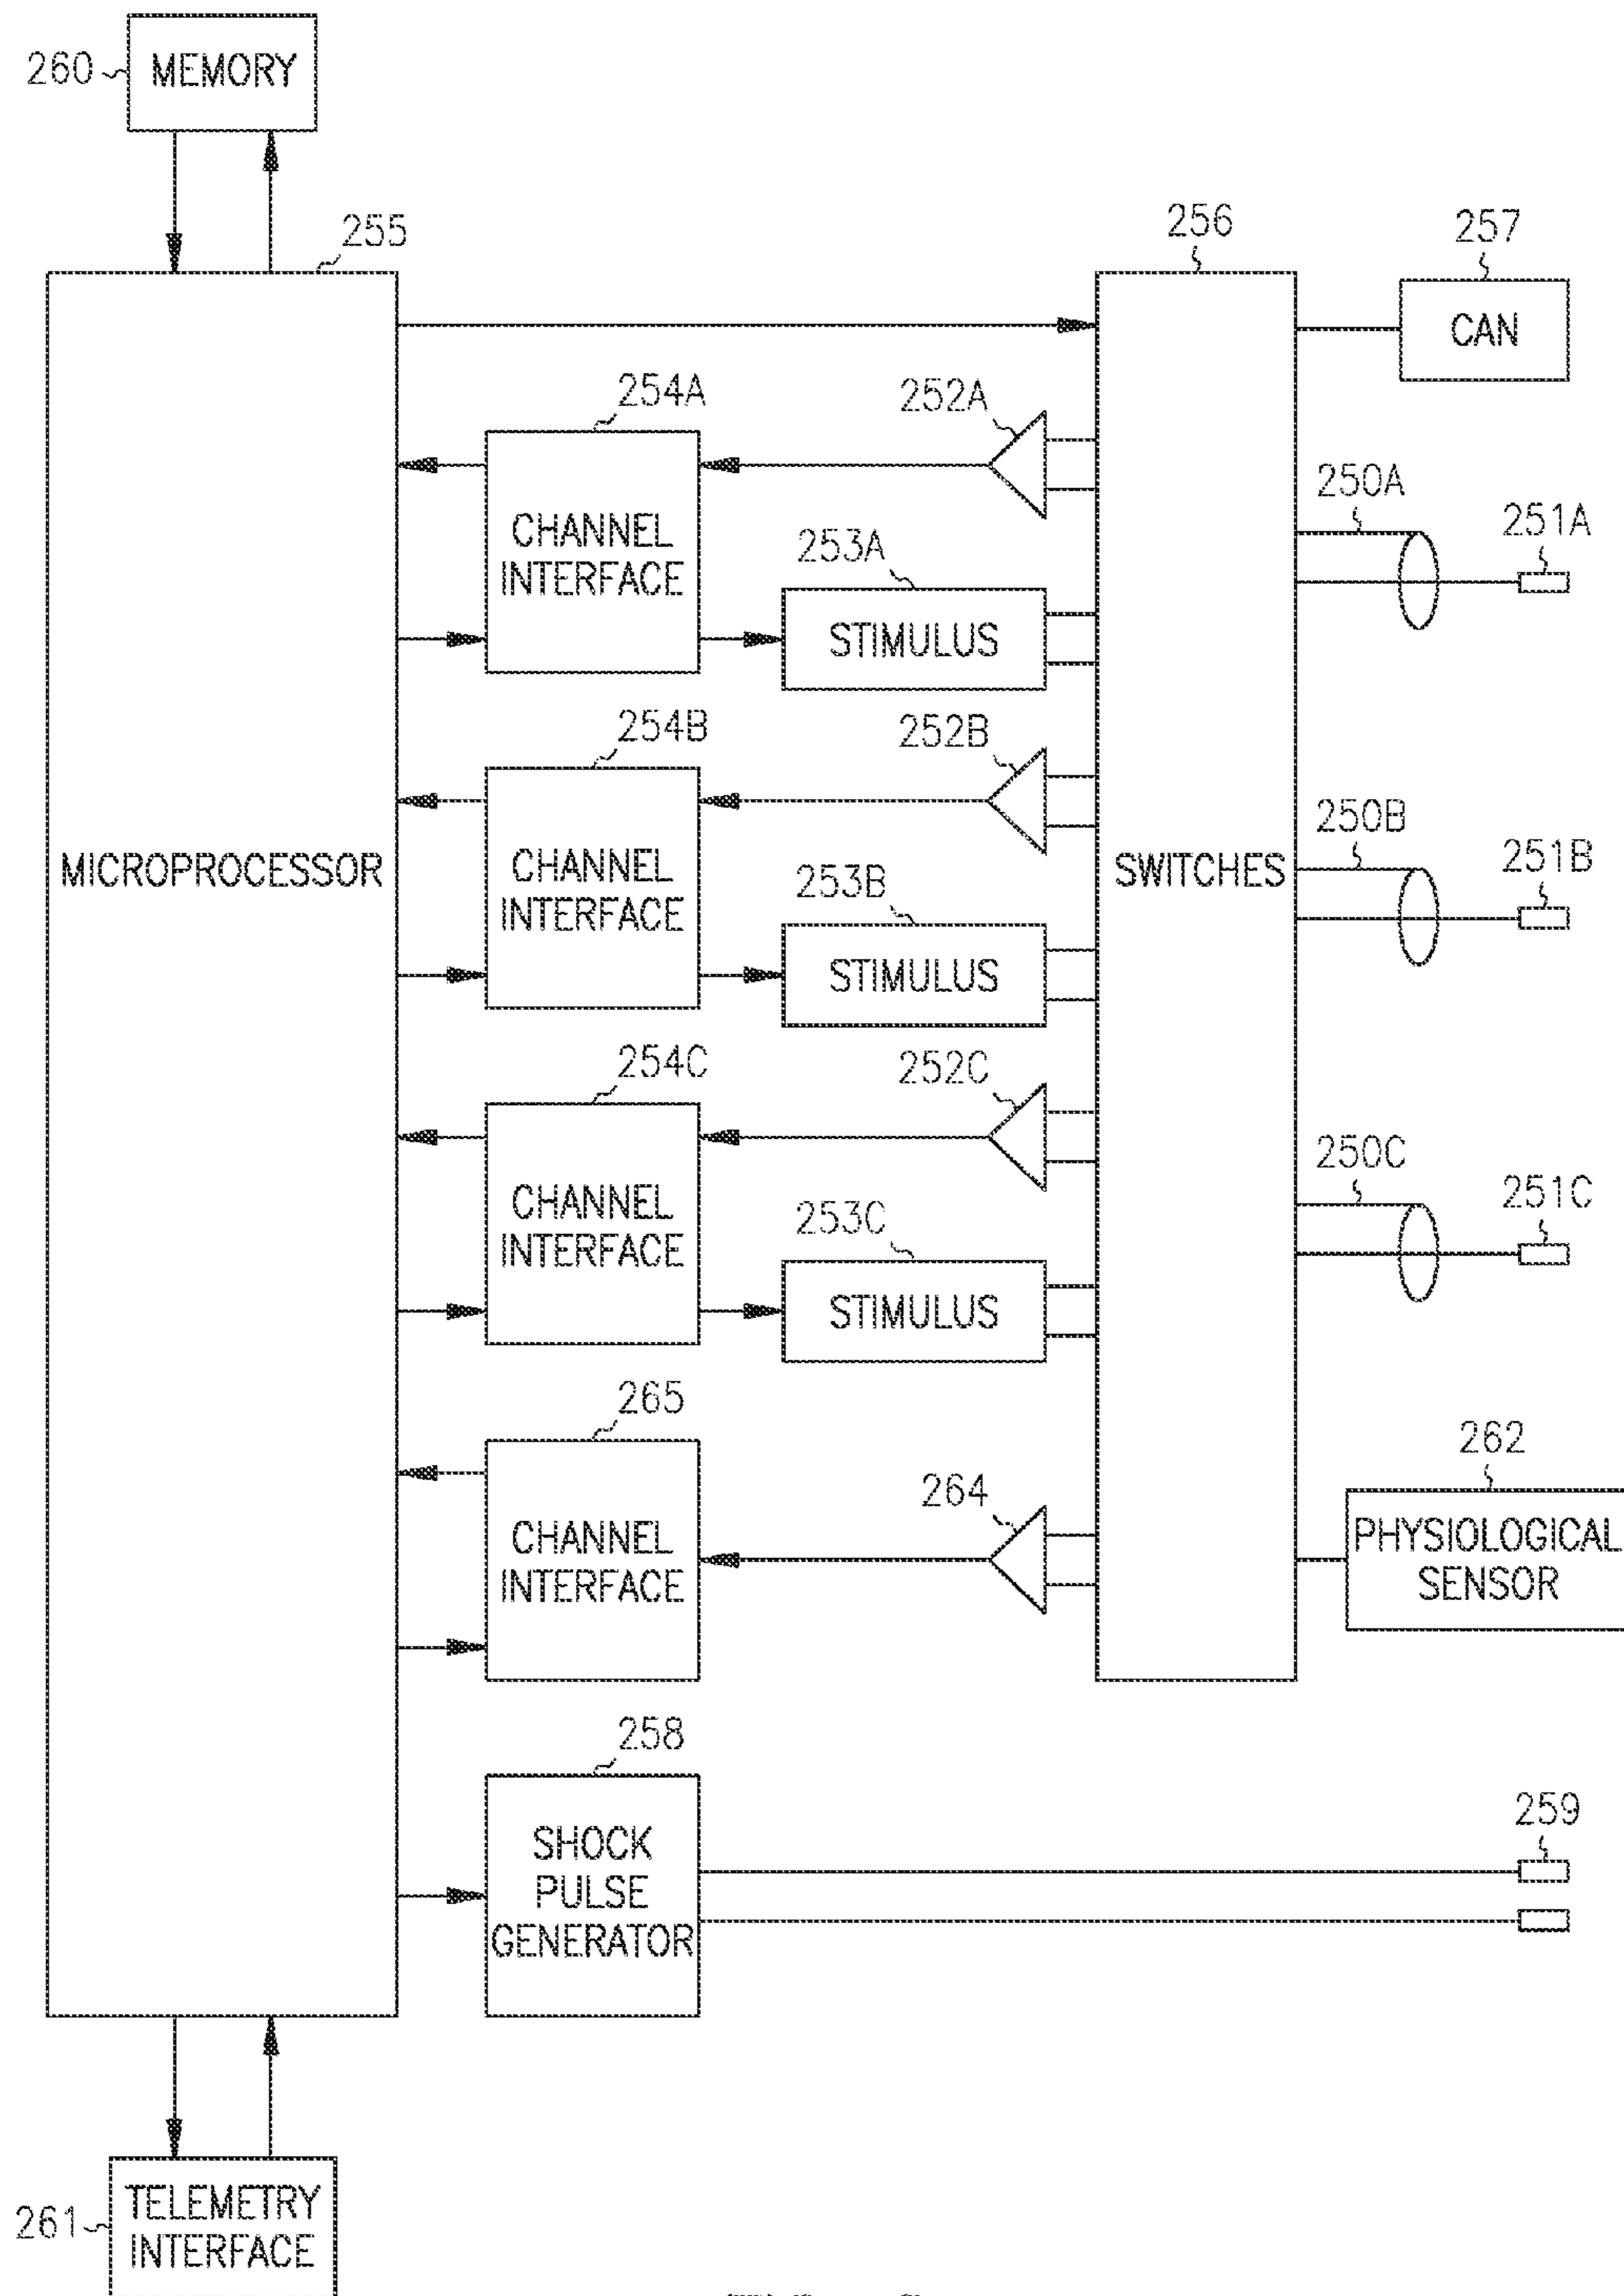 260
MEMORY
255
256
257
CAN
254A
252A
250A
251A
CHANNEL
INTERFACE
253A
STIMULUS
254B
252B
250B
251B
MICROPROCESSOR
CHANNEL
INTERFACE
253B
STIMULUS
SWITCHES
254C
252C
250C
251C
CHANNEL
INTERFACE
253C
STIMULUS
265
264
262
CHANNEL
INTERFACE
PHYSIOLOGICAL
SENSOR
258
SHOCK
PULSE
GENERATOR
259
261
TELEMETRY
INTERFACE